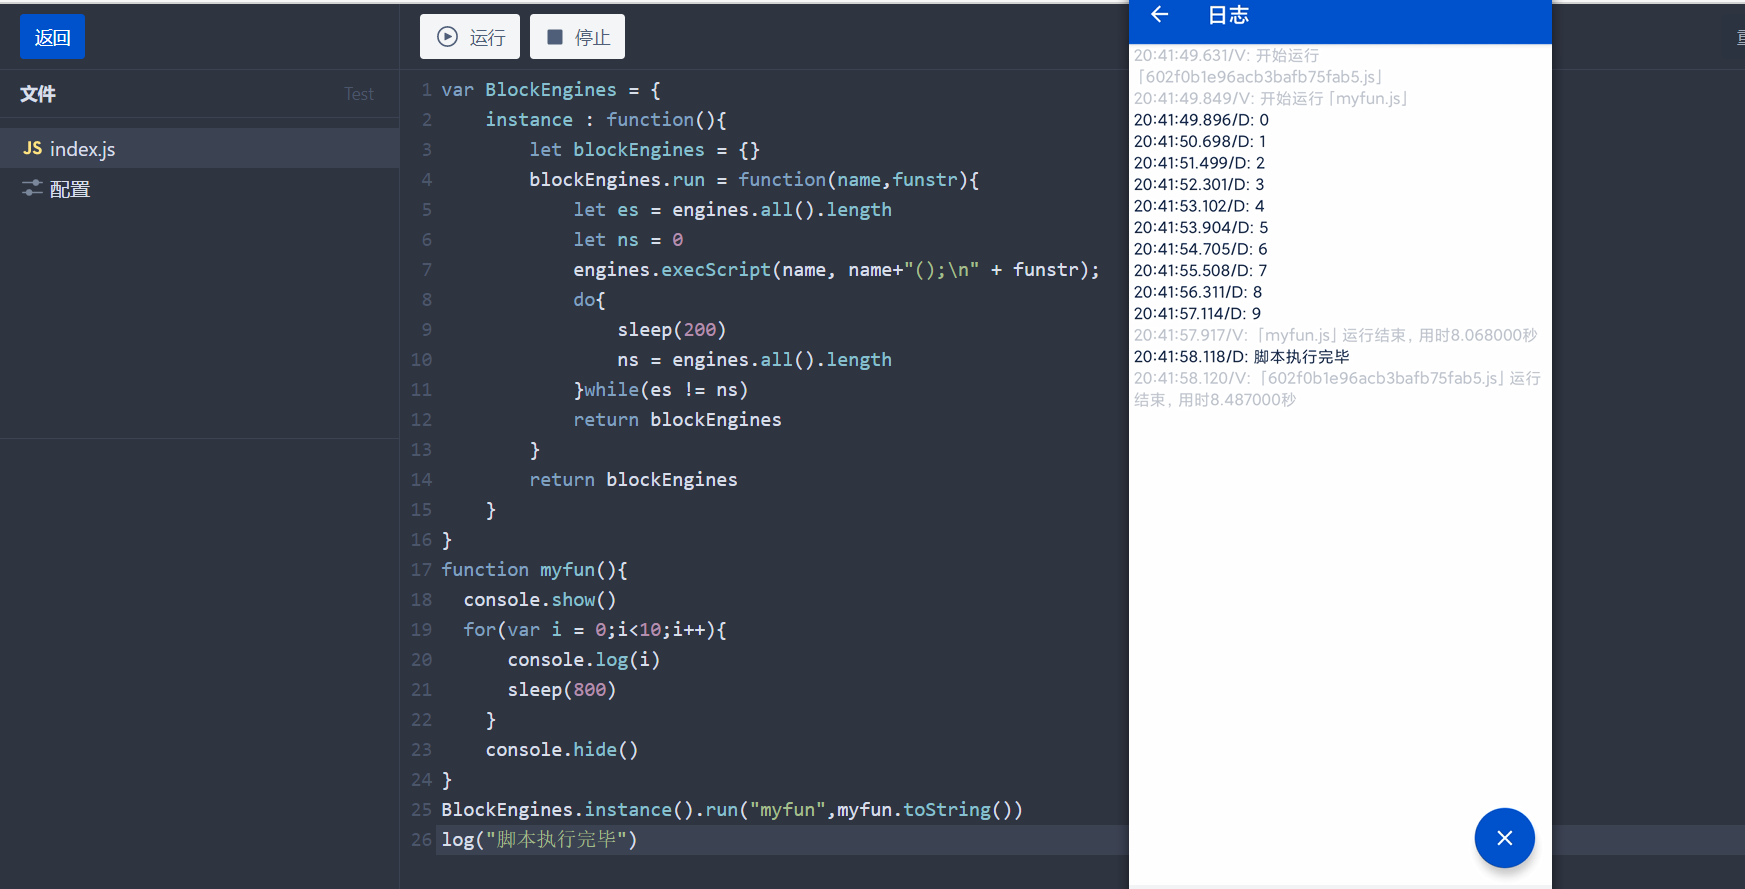 返回
运行
停止
文件
Test
JS index.js
配置
1 var BlockEngines = {
2 instance : function(){
3 let blockEngines = {}
4 blockEngines.run = function(name,funstr){
5 let es = engines.all().length
6 let ns = 0
7 engines.execScript(name, name+"();\n" + funstr);
8 do{
9 sleep(200)
10 ns = engines.all().length
11 }while(es != ns)
12 return blockEngines
13 }
14 return blockEngines
15 }
16 }
17 function myfun(){
18 console.show()
19 for(var i = 0;i<10;i++){
20 console.log(i)
21 sleep(800)
22 }
23 console.hide()
24 }
25 BlockEngines.instance().run("myfun",myfun.toString())
26 log("脚本执行完毕")
日志
20:41:49.631/V: 开始运行
「602f0b1e96acb3bafb75fab5.js」
20:41:49.849/V: 开始运行「myfun.js」
20:41:49.896/D: 0
20:41:50.698/D: 1
20:41:51.499/D: 2
20:41:52.301/D: 3
20:41:53.102/D: 4
20:41:53.904/D: 5
20:41:54.705/D: 6
20:41:55.508/D: 7
20:41:56.311/D: 8
20:41:57.114/D: 9
20:41:57.917/V:「myfun.js」运行结束，用时8.068000秒
20:41:58.118/D: 脚本执行完毕
20:41:58.120/V:「602f0b1e96acb3bafb75fab5.js」运行
结束，用时8.487000秒